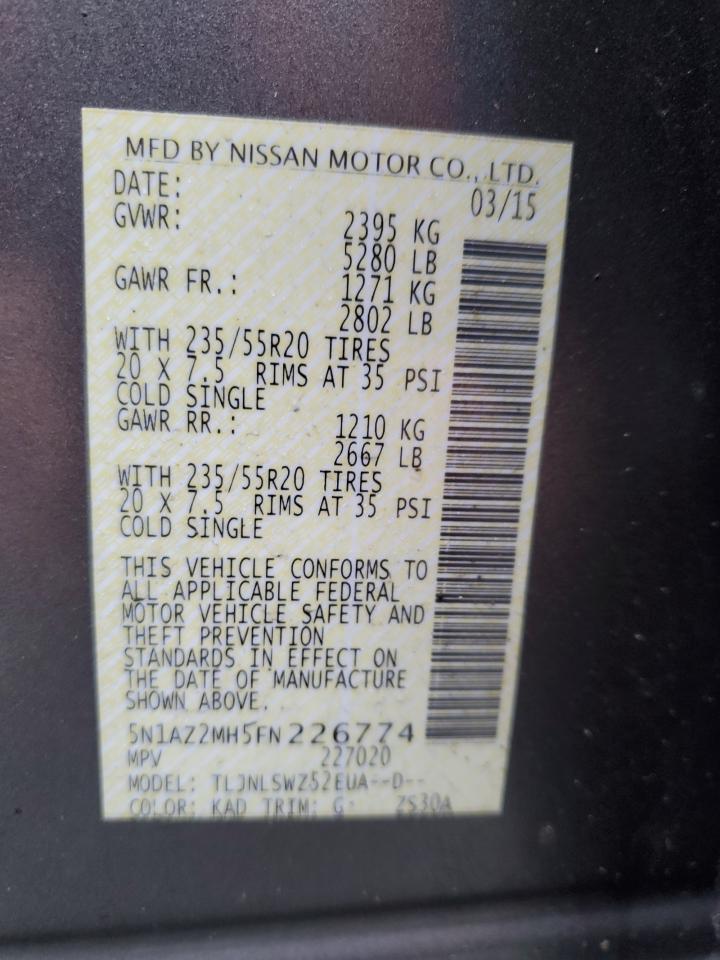 MFD BY NISSAN MOTOR CO., LTD.
DATE: 03/15
GVWR: 2395 KG
5280 LB
GAWR FR.: 1271 KG
2802 LB
WITH 235/55R20 TIRES
20 X 7.5 RIMS AT 35 PSI
COLD SINGLE
GAWR RR.: 1210 KG
2667 LB
WITH 235/55R20 TIRES
20 X 7.5 RIMS AT 35 PSI
COLD SINGLE
THIS VEHICLE CONFORMS TO
ALL APPLICABLE FEDERAL
MOTOR VEHICLE SAFETY AND
THEFT PREVENTION
STANDARDS IN EFFECT ON
THE DATE OF MANUFACTURE
SHOWN ABOVE.
5N1AZ2MH5FN226774
MPV 227020
MODEL: TLJNLSWZ52EUA--D--
COLOR: KAD TRIM: G: ZS30A